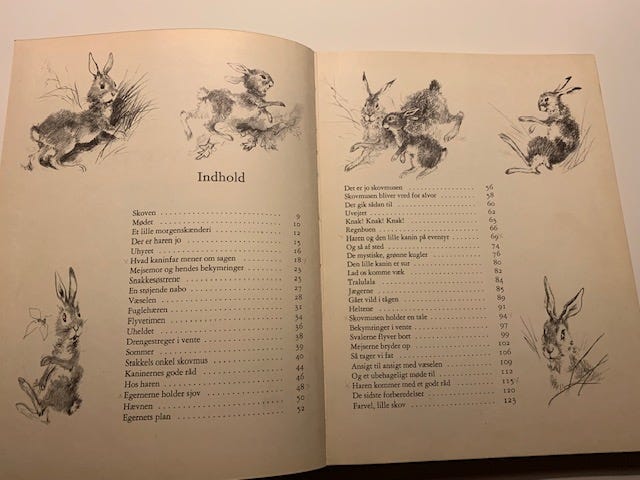 Indhold
Skoven 9
Mødet 10
Et lille morgenskænderi 12
Der er haren jo 15
Uhyret 16
Hvad kaninfar mener om sagen 18
Mejsemor og hendes bekymringer 23
Snakkesøstrene 25
En støjende nabo 27
Væselen 28
Fuglehæren 31
Flyvetimen 34
Uheldet 36
Drengestreger i vente 38
Sommer 39
Stakkels onkel skovmus 40
Kaninernes gode råd 44
Hos haren 46
Egernerne holder sjov 48
Hævnen 50
Egernets plan 52
Det er jo skovmusen 56
Skovmusen bliver vred for alvor 58
Det gik sådan til 60
Uvejret 62
Knak! Knak! Knak! 63
Regnbuen 66
Haren og den lille kanin på eventyr 69
Og så af sted 74
De mystiske, grønne kugler 76
Den lille kanin er sur 80
Lad os komme væk 82
Tralulala 84
Jægerne 85
Gået vild i tågen 89
Heltene 91
Skovmusen holder en tale 94
Bekymringer i vente 97
Svalerne flyver bort 99
Mejserne bryder op 102
Så tager vi fat 106
Ansigt til ansigt med væselen 109
Og et ubehageligt møde til 112
Haren kommer med et godt råd 115
De sidste forberedelser 120
Farvel, lille skov 123